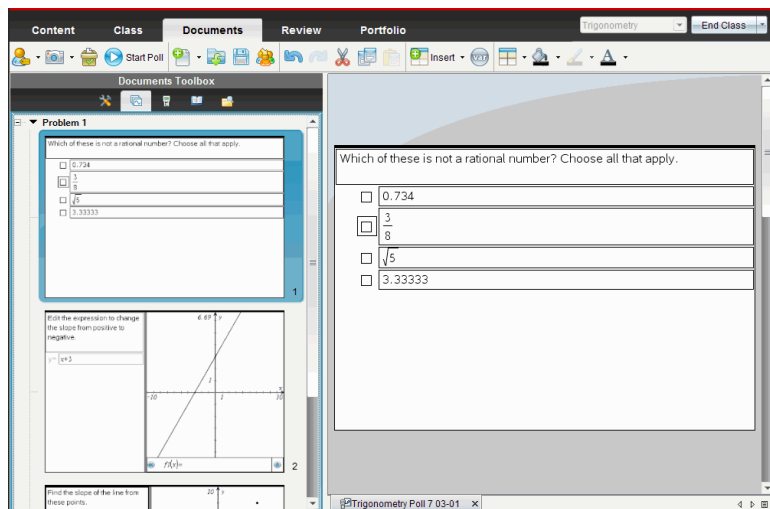 Content Class Documents Review Portfolio
Trigonometry End Class
Start Poll Insert var
Documents Toolbox
Problem 1
Which of these is not a rational number? Choose all that apply.
0.734
3
8
√5
3.33333
1
Edit the expression to change
the slope from positive to
negative.
y= x+3
6.69 y
1
x
-10 1 10
f1(x)=
2
Find the slope of the line from
these points.
10 y
Which of these is not a rational number? Choose all that apply.
0.734
3
8
√5
3.33333
Trigonometry Poll 7 03-01